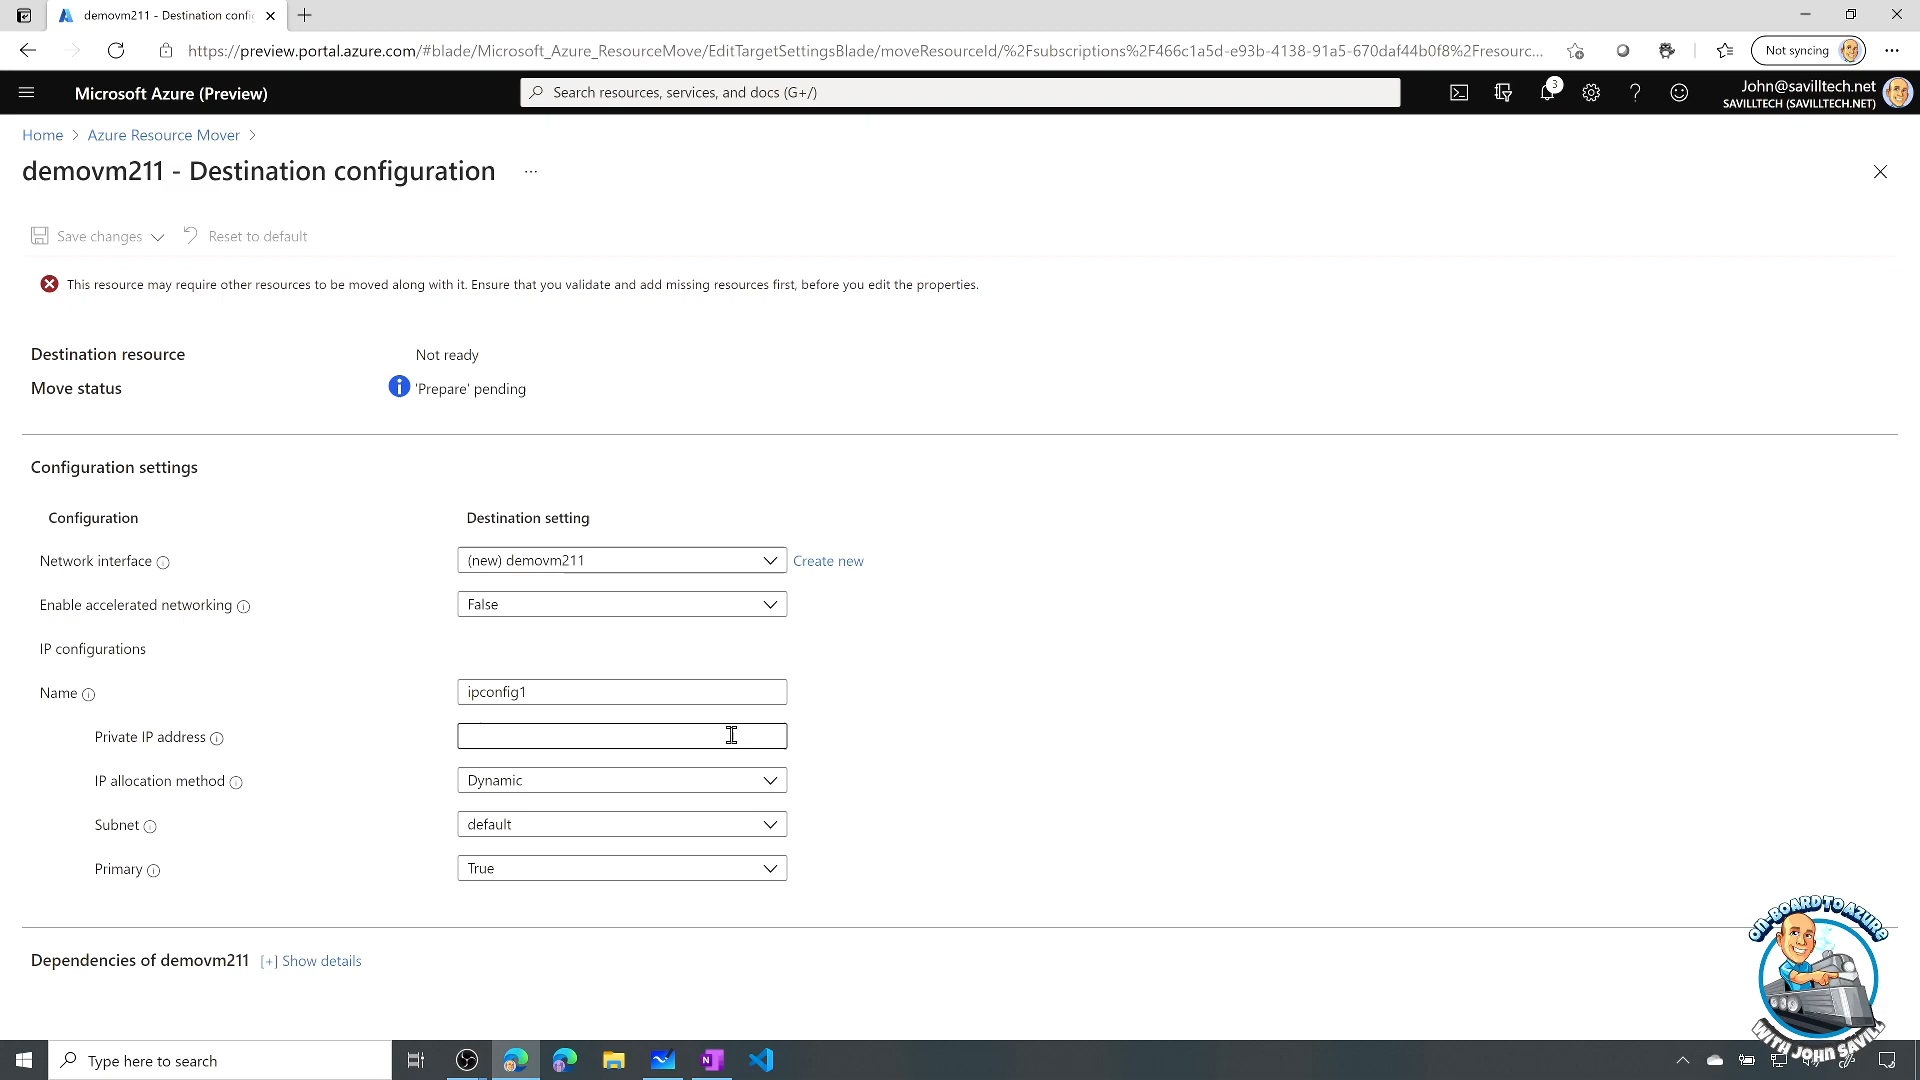 demovm211 - Destination confi
https://preview.portal.azure.com/#blade/Microsoft_Azure_ResourceMove/EditTargetSettingsBlade/moveResourceId/%2Fsubscriptions%2F466c1a5d-e93b-4138-91a5-670daf44b0f8%2Fresourc...
Not syncing
Microsoft Azure (Preview)
Search resources, services, and docs (G+/)
3
John@savilltech.net
SAVILLTECH (SAVILLTECH.NET)
Home > Azure Resource Mover >
demovm211 - Destination configuration ...
Save changes
Reset to default
This resource may require other resources to be moved along with it. Ensure that you validate and add missing resources first, before you edit the properties.
Destination resource Not ready
Move status 'Prepare' pending
Configuration settings
Configuration Destination setting
Network interface (new) demovm211 Create new
Enable accelerated networking False
IP configurations
Name ipconfig1
Private IP address
IP allocation method Dynamic
Subnet default
Primary True
Dependencies of demovm211 [+] Show details
ON-BOARD TO AZURE
WITH JOHN SAVILL
Type here to search